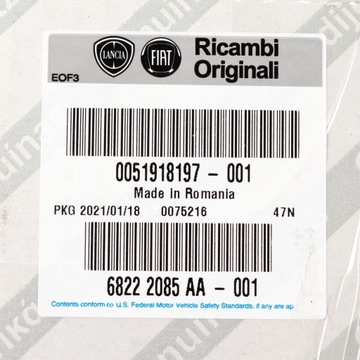 LANCIA FIAT Ricambi
Originali
EOF3
0051918197 - 001
Made In Romania
PKG 2021/01/18 0075216 47N
6822 2085 AA - 001
Contents conform to U.S. Federal Motor Vehicle Safety Standards, if any are ap